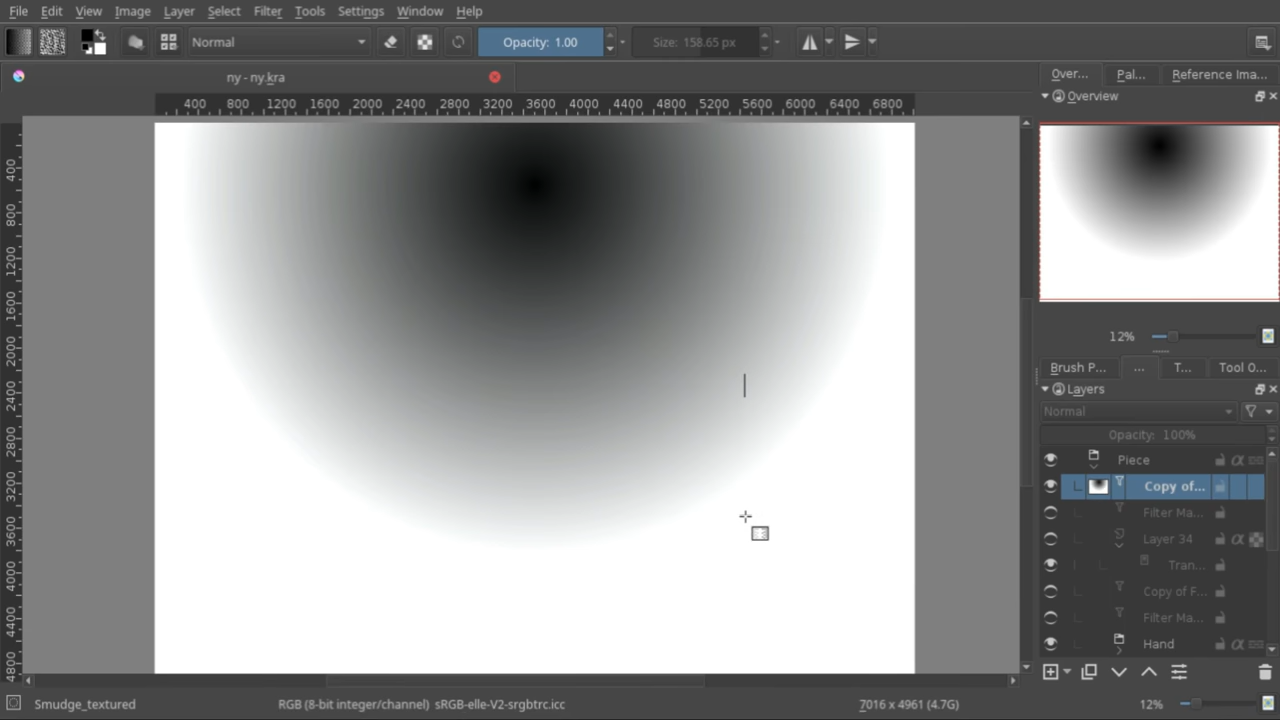 File Edit View Image Layer Select Filter Tools Settings Window Help
Normal Opacity: 1.00 Size: 158.65 px
ny - ny.kra
Over... Pal... Reference Ima...
Overview
400 800 1200 1600 2000 2400 2800 3200 3600 4000 4400 4800 5200 5600 6000 6400 6800
400
800
1200
1600
2000
2400
2800
3200
3600
4000
4400
4800
12%
Brush P... ... T... Tool O...
Layers
Normal
Opacity: 100%
Piece
Copy of...
Filter Ma...
Layer 34
Tran...
Copy of F...
Filter Ma...
Hand
Smudge_textured RGB (8-bit integer/channel) sRGB-elle-V2-srgbtrc.icc 7016 x 4961 (4.7G) 12%